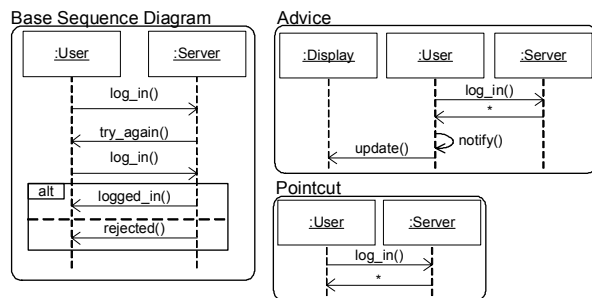 Base Sequence Diagram
:User :Server
log_in()
try_again()
log_in()
alt
logged_in()
rejected()
Advice
:Display :User :Server
log_in()
*
notify()
update()
Pointcut
:User :Server
log_in()
*